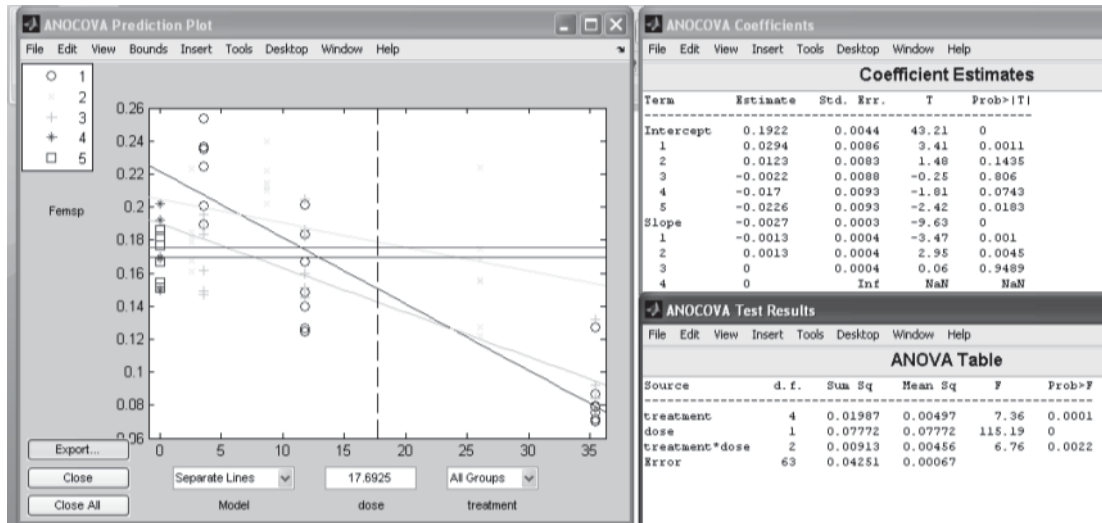 ANOCOVA Prediction Plot
File Edit View Bounds Insert Tools Desktop Window Help
1
2
3
4
5
Femsp
0.26
0.24
0.22
0.2
0.18
0.16
0.14
0.12
0.1
0.08
0.06
0 5 10 15 20 25 30 35
Export...
Close
Close All
Separate Lines
Model
17.6925
dose
All Groups
treatment
ANOCOVA Coefficients
File Edit View Insert Tools Desktop Window Help
Coefficient Estimates
Term Estimate Std. Err. T Prob>|T|
Intercept 0.1922 0.0044 43.21 0
1 0.0294 0.0086 3.41 0.0011
2 0.0123 0.0083 1.48 0.1435
3 -0.0022 0.0088 -0.25 0.806
4 -0.017 0.0093 -1.81 0.0743
5 -0.0226 0.0093 -2.42 0.0183
Slope -0.0027 0.0003 -9.63 0
1 -0.0013 0.0004 -3.47 0.001
2 0.0013 0.0004 2.95 0.0045
3 0 0.0004 0.06 0.9489
4 0 Inf NaN NaN
ANOCOVA Test Results
File Edit View Insert Tools Desktop Window Help
ANOVA Table
Source d.f. Sum Sq Mean Sq F Prob>F
treatment 4 0.01987 0.00497 7.36 0.0001
dose 1 0.07772 0.07772 115.19 0
treatment*dose 2 0.00913 0.00456 6.76 0.0022
Error 63 0.04251 0.00067